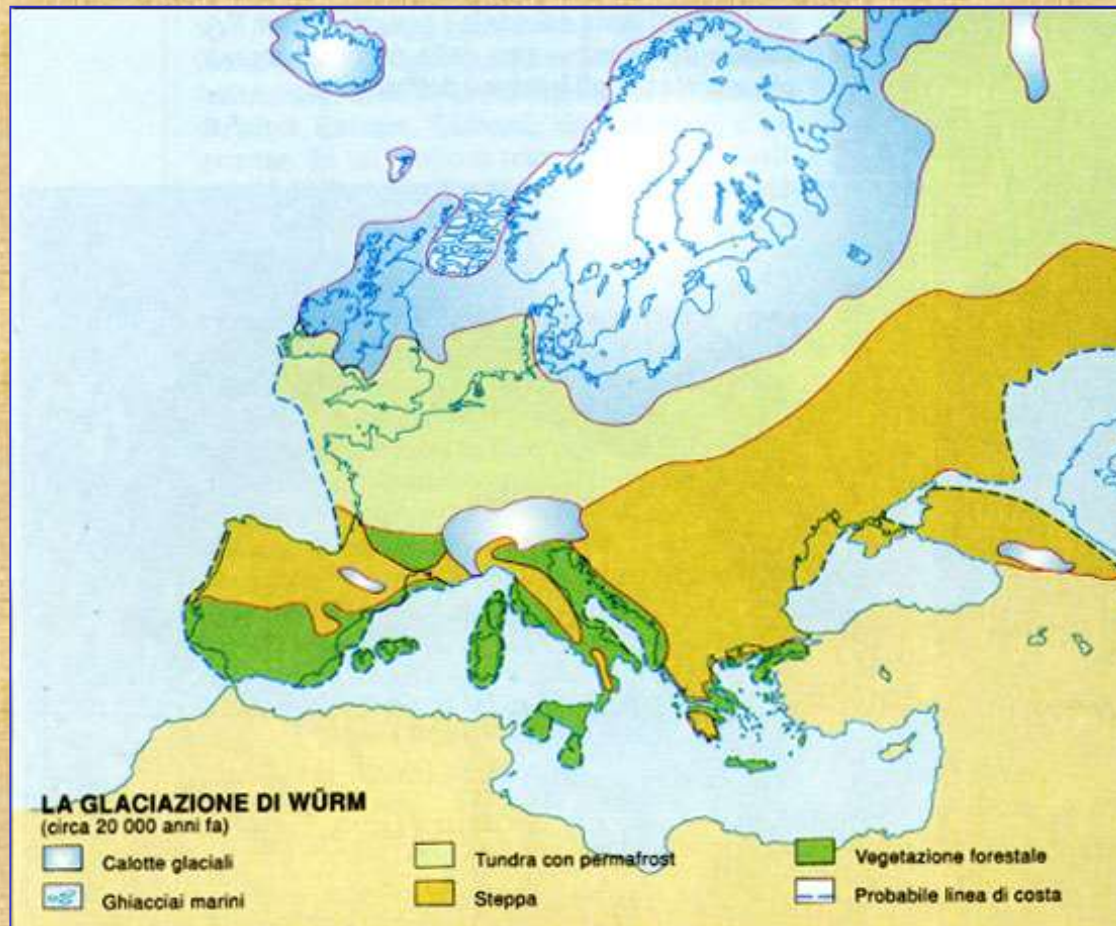 LA GLACIAZIONE DI WÜRM
(circa 20 000 anni fa)
Calotte glaciali
Ghiacciai marini
Tundra con permafrost
Steppa
Vegetazione forestale
Probabile linea di costa